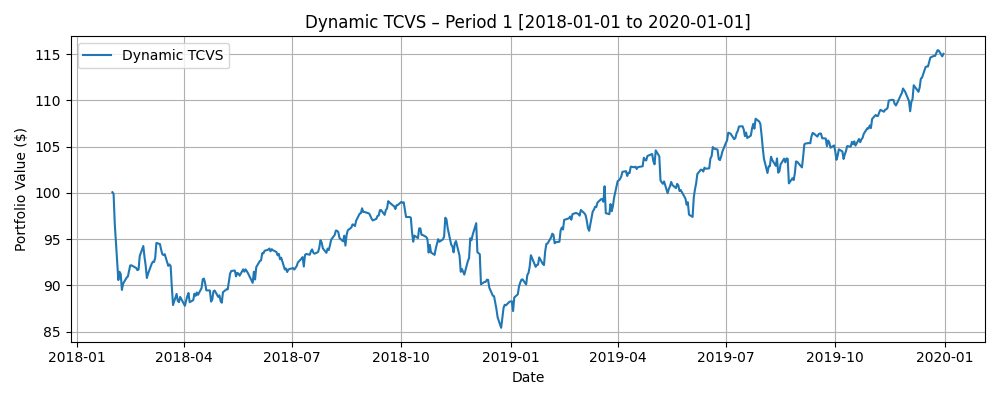 Dynamic TCVS – Period 1 [2018-01-01 to 2020-01-01]
Dynamic TCVS
Portfolio Value ($)
115
110
105
100
95
90
85
2018-01 2018-04 2018-07 2018-10 2019-01 2019-04 2019-07 2019-10 2020-01
Date